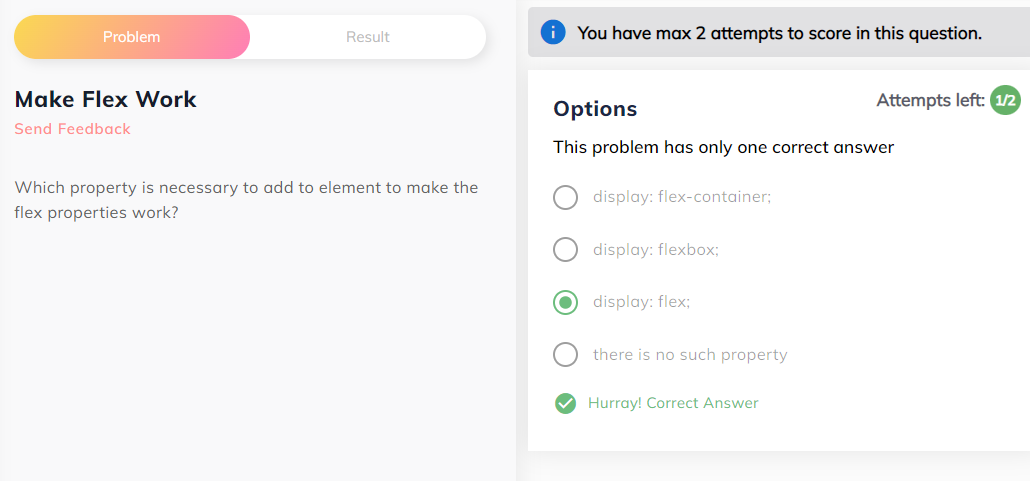 Problem
Result
Make Flex Work
Send Feedback
Which property is necessary to add to element to make the
flex properties work?
You have max 2 attempts to score in this question.
Options
Attempts left: 1/2
This problem has only one correct answer
display: flex-container;
display: flexbox;
display: flex;
there is no such property
Hurray! Correct Answer